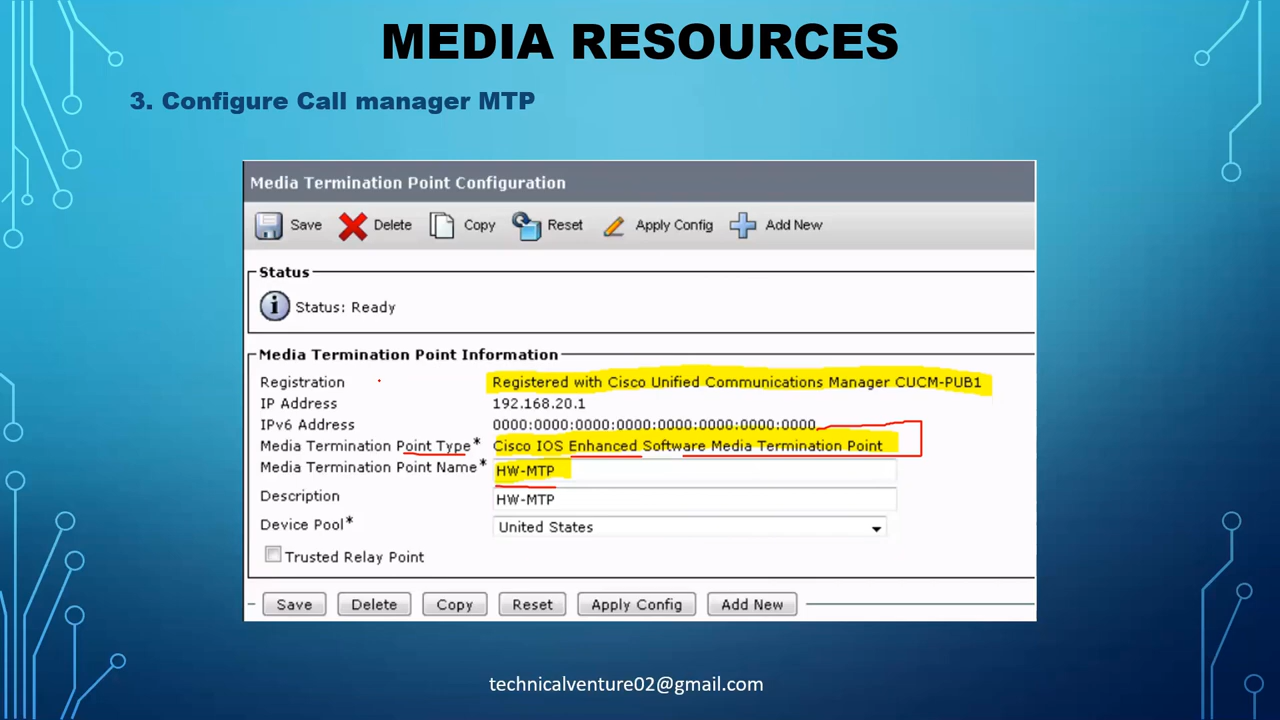 MEDIA RESOURCES
3. Configure Call manager MTP
Media Termination Point Configuration
Save Delete Copy Reset Apply Config Add New
Status
i Status: Ready
Media Termination Point Information
Registration Registered with Cisco Unified Communications Manager CUCM-PUB1
IP Address 192.168.20.1
IPv6 Address 0000:0000:0000:0000:0000:0000:0000:0000
Media Termination Point Type* Cisco IOS Enhanced Software Media Termination Point
Media Termination Point Name* HW-MTP
Description HW-MTP
Device Pool* United States
Trusted Relay Point
Save Delete Copy Reset Apply Config Add New
technicalventure02@gmail.com